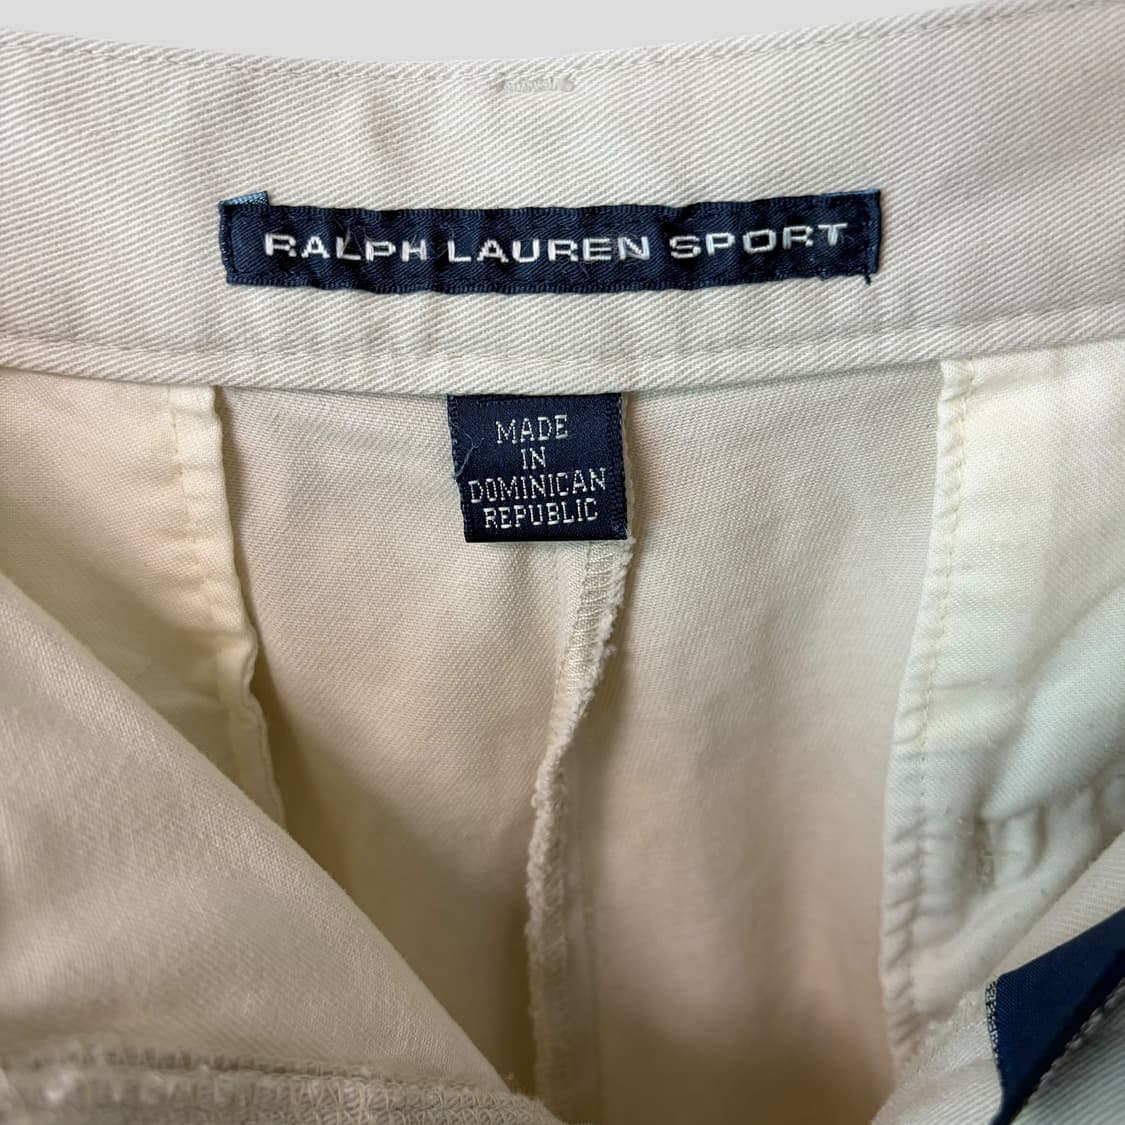 RALPH LAUREN SPORT
MADE
IN
DOMINICAN
REPUBLIC